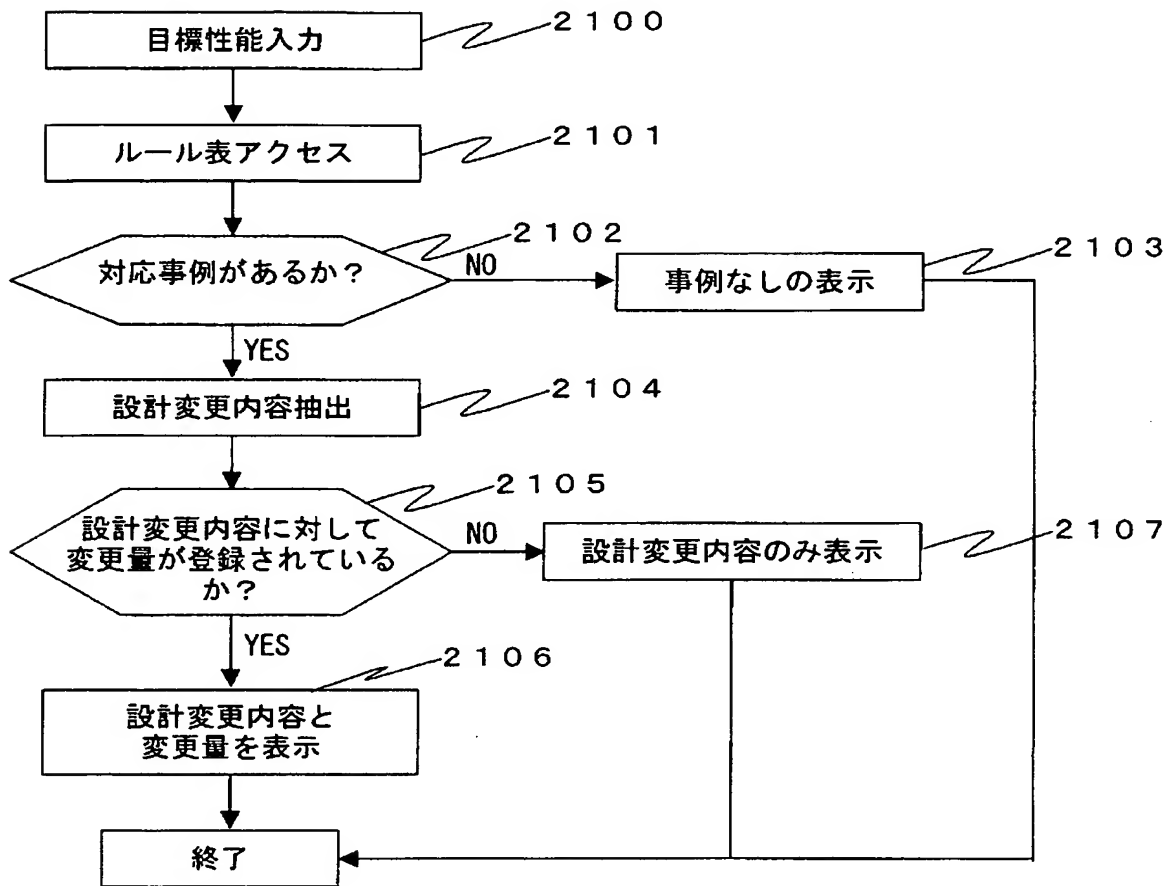 目標性能入力
2100
ルール表アクセス
2101
対応事例があるか？
2102
NO
事例なしの表示
2103
YES
設計変更内容抽出
2104
設計変更内容に対して
変更量が登録されている
か？
2105
NO
設計変更内容のみ表示
2107
YES
設計変更内容と
変更量を表示
2106
終了